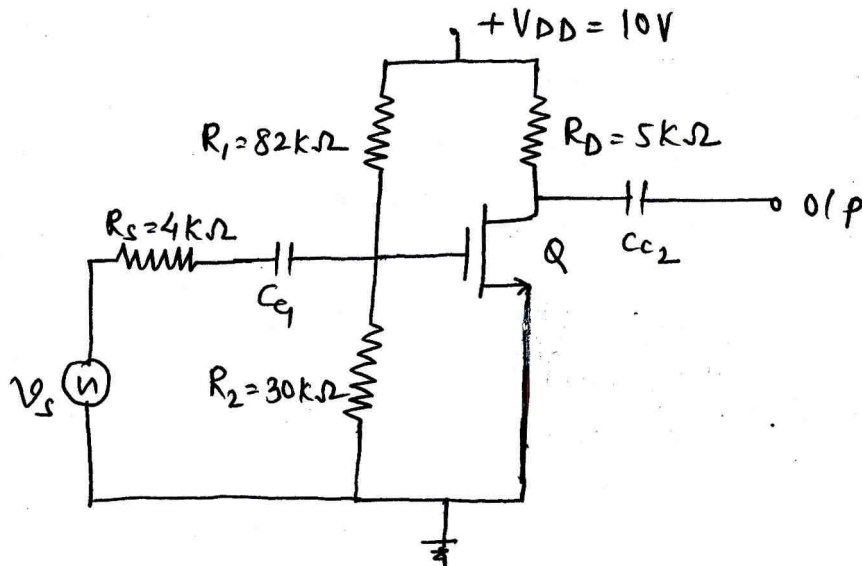 +VDD = 10V
R1 = 82KΩ
RD = 5KΩ
Rs = 4KΩ
O/P
Q
Cc1
Cc2
R2 = 30KΩ
Vs